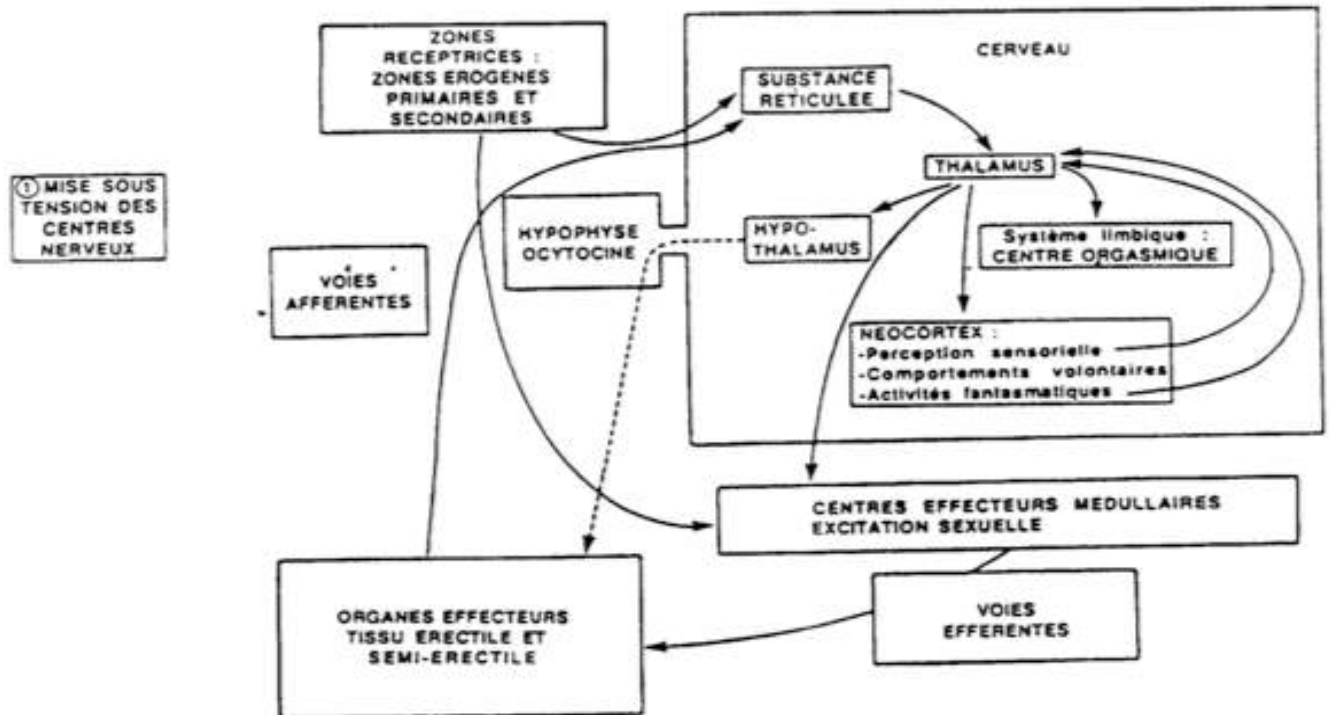 ZONES
RECEPTRICES :
ZONES EROGENES
PRIMAIRES ET
SECONDAIRES
CERVEAU
SUBSTANCE
RETICULEE
THALAMUS
① MISE SOUS
TENSION DES
CENTRES
NERVEUX
HYPOPHYSE
OCYTOCINE
HYPO-
THALAMUS
Système limbique :
CENTRE ORGASMIQUE
VOIES
AFFERENTES
NEOCORTEX :
-Perception sensorielle
-Comportements volontaires
-Activités fantasmatiques
CENTRES EFFECTEURS MEDULLAIRES
EXCITATION SEXUELLE
ORGANES EFFECTEURS
TISSU ERECTILE ET
SEMI-ERECTILE
VOIES
EFFERENTES